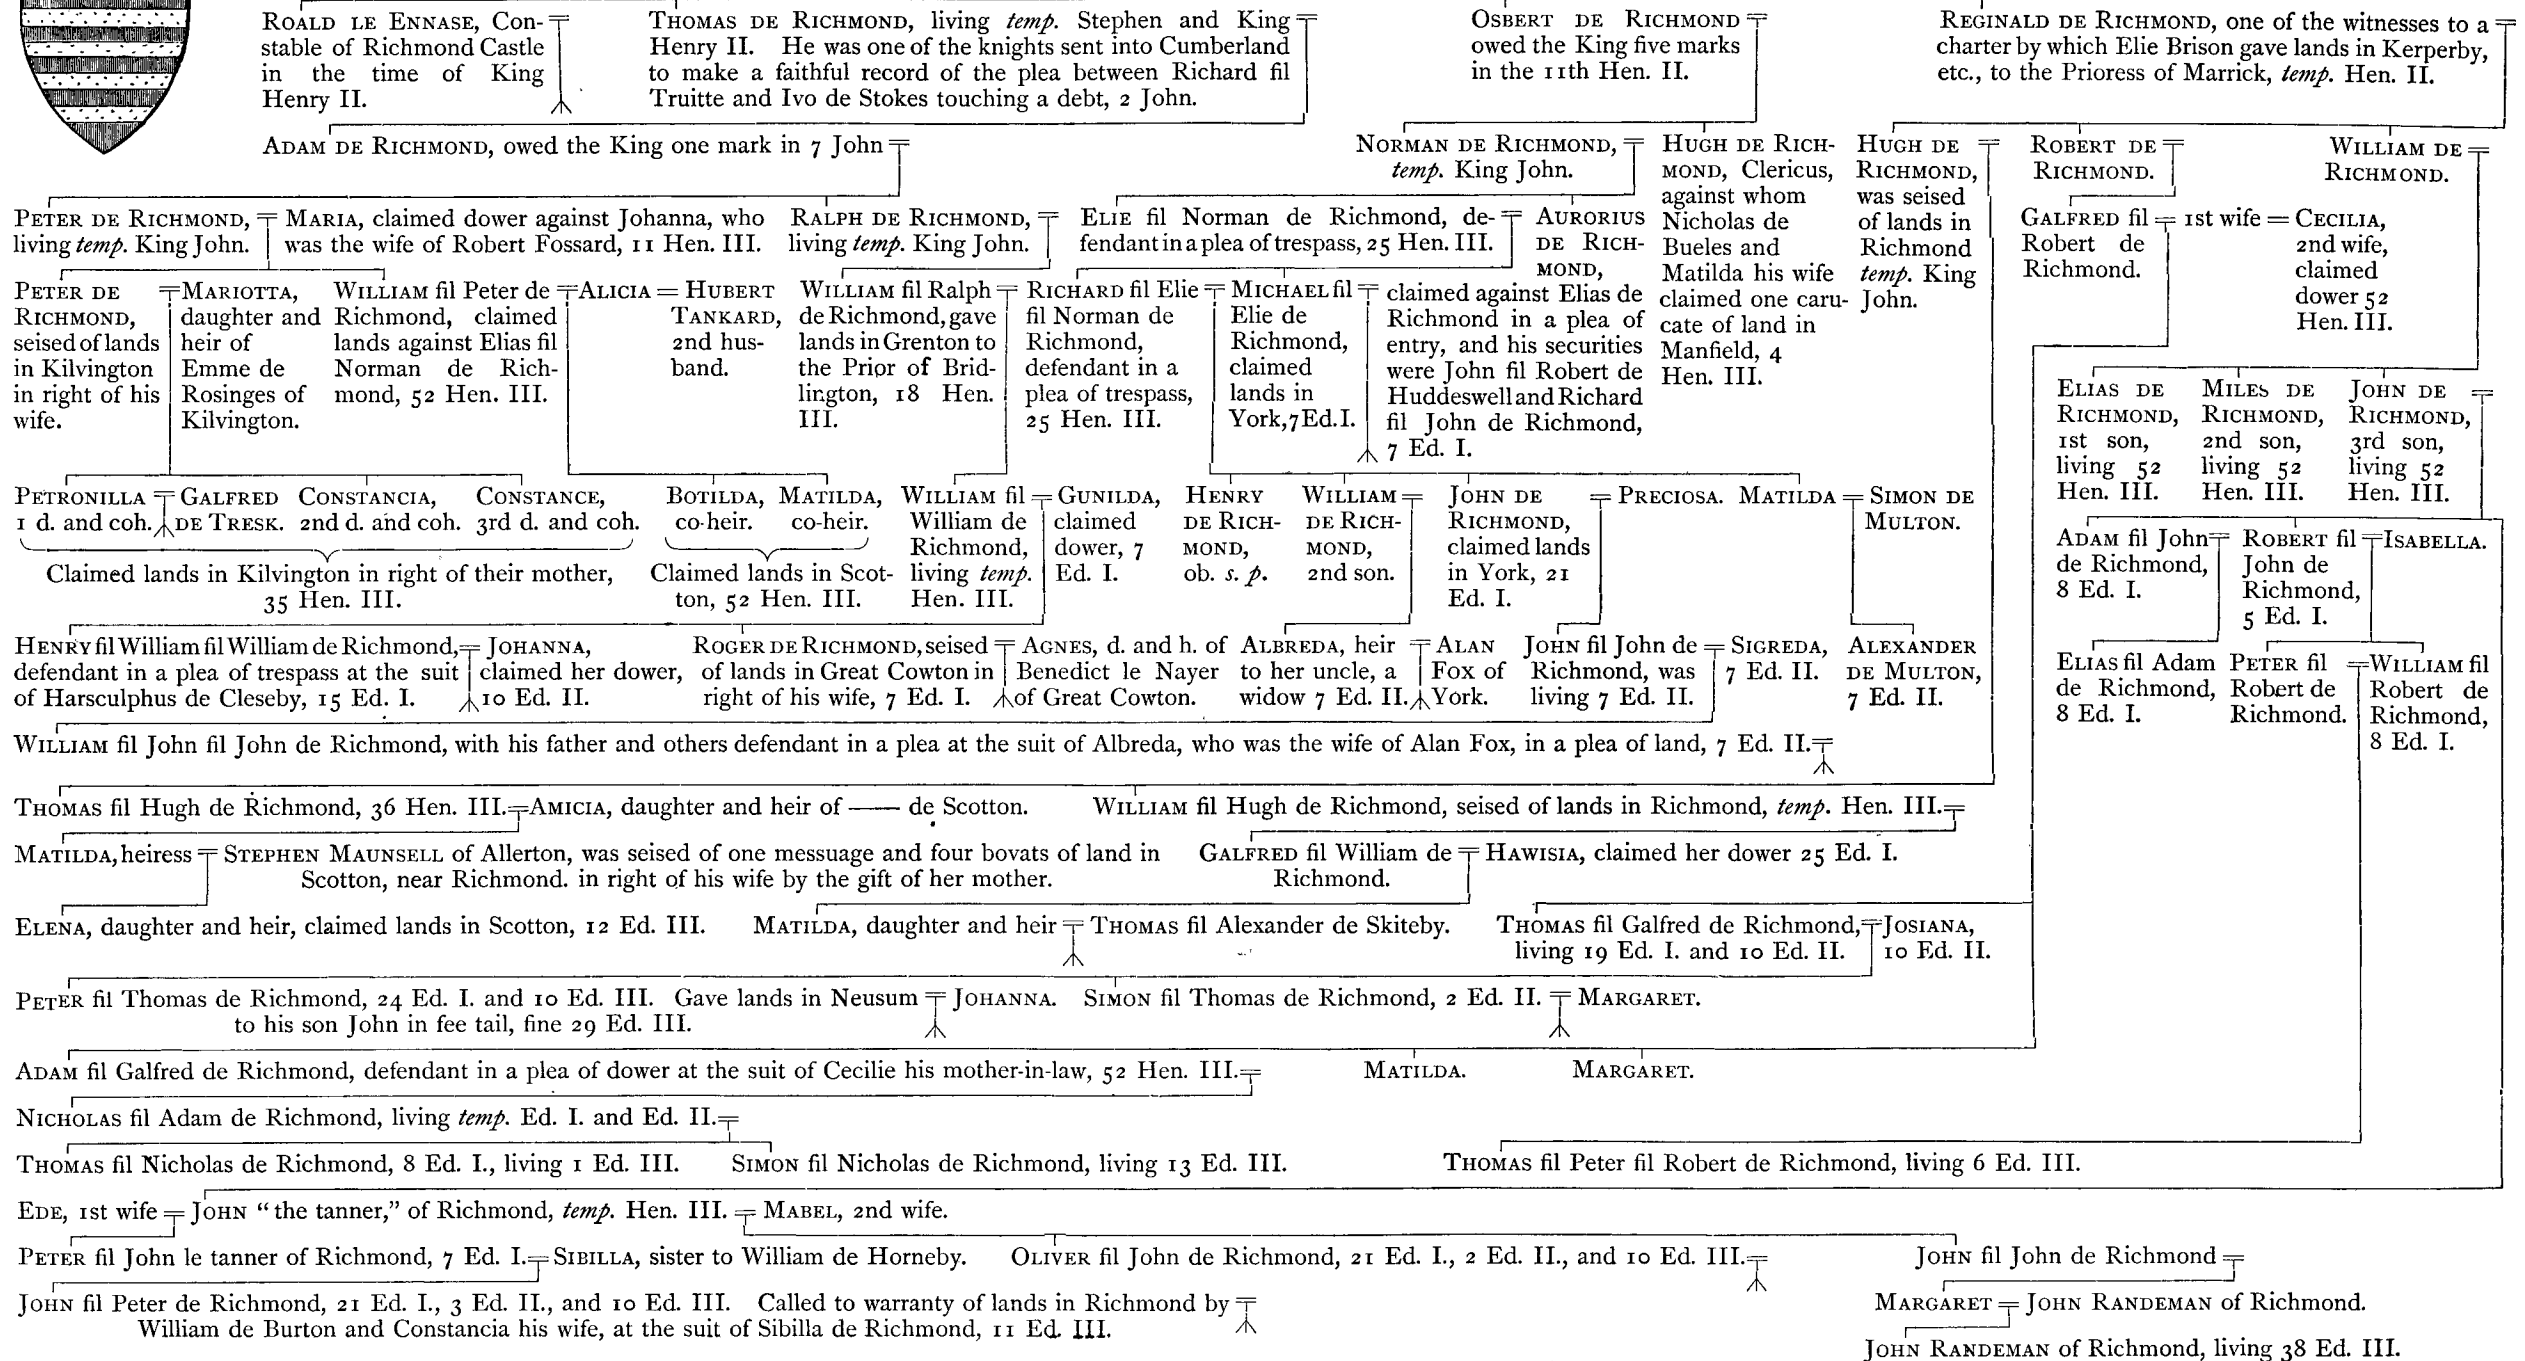 ROALD LE ENNASE, Con-
stable of Richmond Castle
in the time of King
Henry II.
THOMAS DE RICHMOND, living temp. Stephen and King
Henry II. He was one of the knights sent into Cumberland
to make a faithful record of the plea between Richard fil
Truitte and Ivo de Stokes touching a debt, 2 John.
OSBERT DE RICHMOND
owed the King five marks
in the 11th Hen. II.
REGINALD DE RICHMOND, one of the witnesses to a
charter by which Elie Brison gave lands in Kerperby,
etc., to the Prioress of Marrick, temp. Hen. II.
ADAM DE RICHMOND, owed the King one mark in 7 John
NORMAN DE RICHMOND,
temp. King John.
HUGH DE RICH-
MOND, Clericus,
against whom
Nicholas de
Bueles and
Matilda his wife
claimed one caru-
cate of land in
Manfield, 4
Hen. III.
HUGH DE
RICHMOND,
was seised
of lands in
Richmond
temp. King
John.
ROBERT DE
RICHMOND.
WILLIAM DE
RICHMOND.
PETER DE RICHMOND,
living temp. King John.
MARIA, claimed dower against Johanna, who
was the wife of Robert Fossard, 11 Hen. III.
RALPH DE RICHMOND,
living temp. King John.
ELIE fil Norman de Richmond, de-
fendant in a plea of trespass, 25 Hen. III.
AURORIUS
DE RICH-
MOND,
claimed against Elias de
Richmond in a plea of
entry, and his securities
were John fil Robert de
Huddeswell and Richard
fil John de Richmond,
7 Ed. I.
GALFRED fil
Robert de
Richmond.
1st wife
CECILIA,
2nd wife,
claimed
dower 52
Hen. III.
PETER DE
RICHMOND,
seised of lands
in Kilvington
in right of his
wife.
MARIOTTA,
daughter and
heir of
Emme de
Rosinges of
Kilvington.
WILLIAM fil Peter de
Richmond, claimed
lands against Elias fil
Norman de Rich-
mond, 52 Hen. III.
ALICIA
HUBERT
TANKARD,
2nd hus-
band.
WILLIAM fil Ralph
de Richmond, gave
lands in Grenton to
the Prior of Brid-
lington, 18 Hen.
III.
RICHARD fil Elie
fil Norman de
Richmond,
defendant in a
plea of trespass,
25 Hen. III.
MICHAEL fil
Elie de
Richmond,
claimed
lands in
York, 7 Ed. I.
ELIAS DE
RICHMOND,
1st son,
living 52
Hen. III.
MILES DE
RICHMOND,
2nd son,
living 52
Hen. III.
JOHN DE
RICHMOND,
3rd son,
living 52
Hen. III.
PETRONILLA
1 d. and coh.
GALFRED
DE TRESK.
CONSTANCIA,
2nd d. and coh.
CONSTANCE,
3rd d. and coh.
Claimed lands in Kilvington in right of their mother,
35 Hen. III.
BOTILDA,
co-heir.
MATILDA,
co-heir.
Claimed lands in Scot-
ton, 52 Hen. III.
WILLIAM fil
William de
Richmond,
living temp.
Hen. III.
GUNILDA,
claimed
dower, 7
Ed. I.
HENRY
DE RICH-
MOND,
ob. s. p.
WILLIAM
DE RICH-
MOND,
2nd son.
JOHN DE
RICHMOND,
claimed lands
in York, 21
Ed. I.
PRECIOSA.
MATILDA
SIMON DE
MULTON.
ADAM fil John
de Richmond,
8 Ed. I.
ROBERT fil
John de
Richmond,
5 Ed. I.
ISABELLA.
HENRY fil William fil William de Richmond,
defendant in a plea of trespass at the suit
of Harsculphus de Cleseby, 15 Ed. I.
JOHANNA,
claimed her dower,
10 Ed. II.
ROGER DE RICHMOND, seised
of lands in Great Cowton in
right of his wife, 7 Ed. I.
AGNES, d. and h. of
Benedict le Nayer
of Great Cowton.
ALBREDA, heir
to her uncle, a
widow 7 Ed. II.
ALAN
Fox of
York.
JOHN fil John de
Richmond, was
living 7 Ed. II.
SIGREDA,
7 Ed. II.
ALEXANDER
DE MULTON,
7 Ed. II.
ELIAS fil Adam
de Richmond,
8 Ed. I.
PETER fil
Robert de
Richmond.
WILLIAM fil
Robert de
Richmond,
8 Ed. I.
WILLIAM fil John fil John de Richmond, with his father and others defendant in a plea at the suit of Albreda, who was the wife of Alan Fox, in a plea of land, 7 Ed. II.
THOMAS fil Hugh de Richmond, 36 Hen. III.
AMICIA, daughter and heir of —— de Scotton.
WILLIAM fil Hugh de Richmond, seised of lands in Richmond, temp. Hen. III.
MATILDA, heiress
STEPHEN MAUNSELL of Allerton, was seised of one messuage and four bovats of land in
Scotton, near Richmond. in right of his wife by the gift of her mother.
GALFRED fil William de
Richmond.
HAWISIA, claimed her dower 25 Ed. I.
ELENA, daughter and heir, claimed lands in Scotton, 12 Ed. III.
MATILDA, daughter and heir
THOMAS fil Alexander de Skiteby.
THOMAS fil Galfred de Richmond,
living 19 Ed. I. and 10 Ed. II.
JOSIANA,
10 Ed. II.
PETER fil Thomas de Richmond, 24 Ed. I. and 10 Ed. III. Gave lands in Neusum
to his son John in fee tail, fine 29 Ed. III.
JOHANNA.
SIMON fil Thomas de Richmond, 2 Ed. II.
MARGARET.
ADAM fil Galfred de Richmond, defendant in a plea of dower at the suit of Cecilie his mother-in-law, 52 Hen. III.
MATILDA.
MARGARET.
NICHOLAS fil Adam de Richmond, living temp. Ed. I. and Ed. II.
THOMAS fil Nicholas de Richmond, 8 Ed. I., living 1 Ed. III.
SIMON fil Nicholas de Richmond, living 13 Ed. III.
THOMAS fil Peter fil Robert de Richmond, living 6 Ed. III.
EDE, 1st wife
JOHN "the tanner," of Richmond, temp. Hen. III.
MABEL, 2nd wife.
PETER fil John le tanner of Richmond, 7 Ed. I.
SIBILLA, sister to William de Horneby.
OLIVER fil John de Richmond, 21 Ed. I., 2 Ed. II., and 10 Ed. III.
JOHN fil John de Richmond
JOHN fil Peter de Richmond, 21 Ed. I., 3 Ed. II., and 10 Ed. III. Called to warranty of lands in Richmond by
William de Burton and Constancia his wife, at the suit of Sibilla de Richmond, 11 Ed. III.
MARGARET
JOHN RANDEMAN of Richmond.
JOHN RANDEMAN of Richmond, living 38 Ed. III.